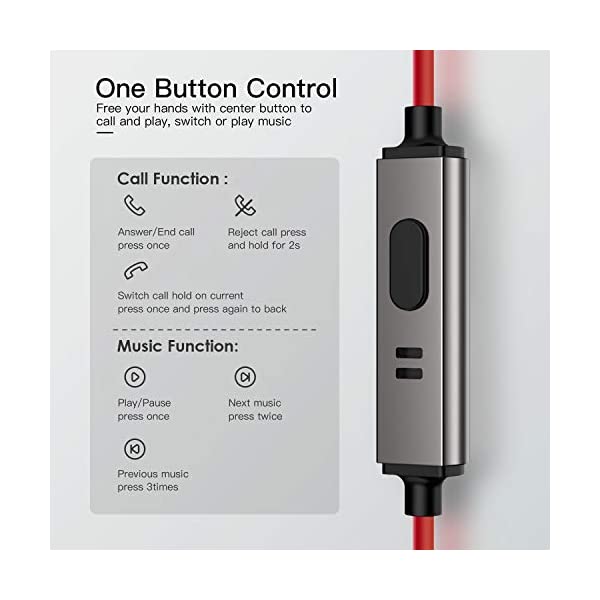 One Button Control
Free your hands with center button to
call and play, switch or play music
Call Function :
Answer/End call
press once
Reject call press
and hold for 2s
Switch call hold on current
press once and press again to back
Music Function:
Play/Pause
press once
Next music
press twice
Previous music
press 3times